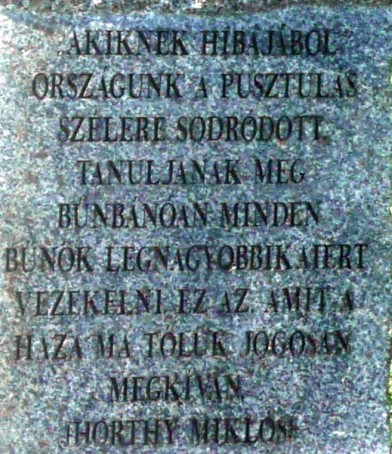 „AKIKNEK HIBÁJÁBÓL
ORSZÁGUNK A PUSZTULÁS
SZÉLÉRE SODRÓDOTT,
TANULJANAK MEG
BŰNBÁNÓAN MINDEN
BŰNÖK LEGNAGYOBBIKÁÉRT
VEZEKELNI. EZ AZ, AMIT A
HAZA MA TŐLÜK JOGOSAN
MEGKÍVÁN.
/HORTHY MIKLÓS/